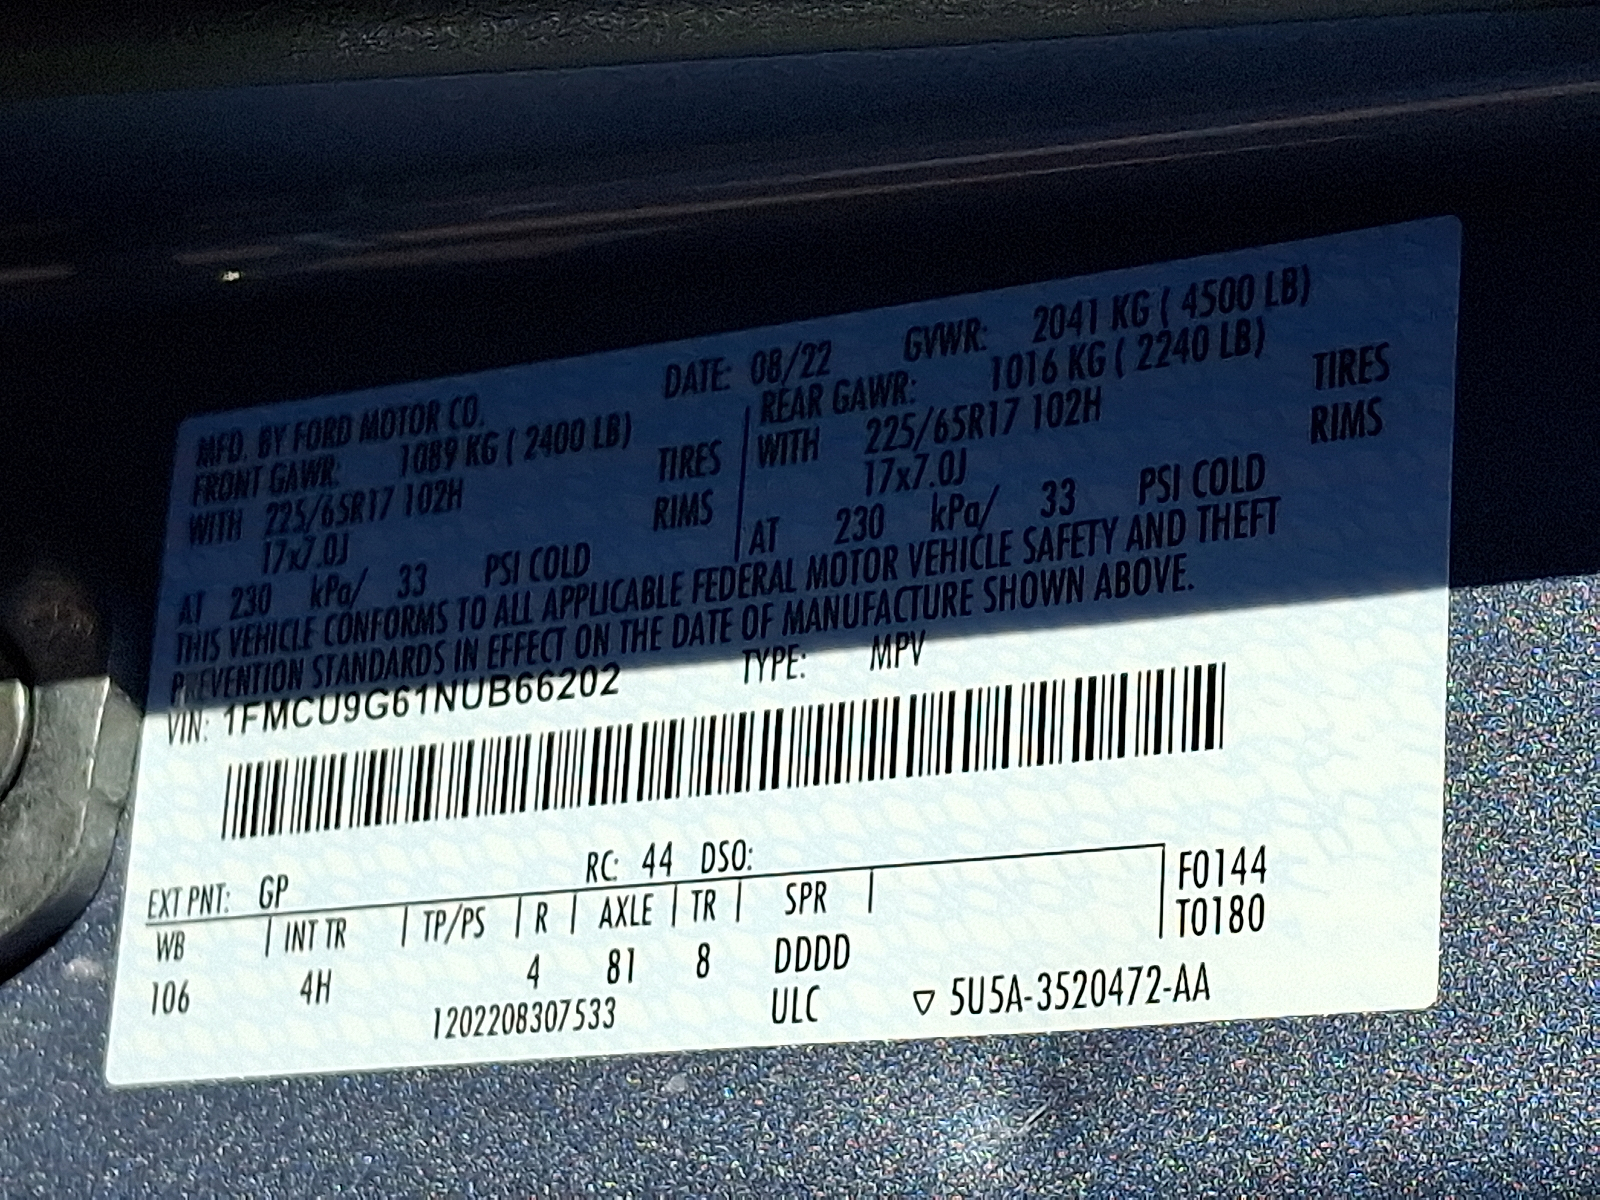 MFD. BY FORD MOTOR CO.
DATE: 08/22 GVWR: 2041 KG ( 4500 LB)
FRONT GAWR: 1089 KG ( 2400 LB)
WITH 225/65R17 102H TIRES
17x7.0J RIMS
AT 230 kPa/ 33 PSI COLD
REAR GAWR: 1016 KG ( 2240 LB)
WITH 225/65R17 102H TIRES
17x7.0J RIMS
AT 230 kPa/ 33 PSI COLD
THIS VEHICLE CONFORMS TO ALL APPLICABLE FEDERAL MOTOR VEHICLE SAFETY AND THEFT
PREVENTION STANDARDS IN EFFECT ON THE DATE OF MANUFACTURE SHOWN ABOVE.
VIN: 1FMCU9G61NUB66202 TYPE: MPV
EXT PNT: GP RC: 44 DSO:
WB | INT TR | TP/PS | R | AXLE | TR | SPR |
106 4H 4 81 8 DDDD
1202208307533 ULC ▽ 5U5A-3520472-AA
F0144
T0180